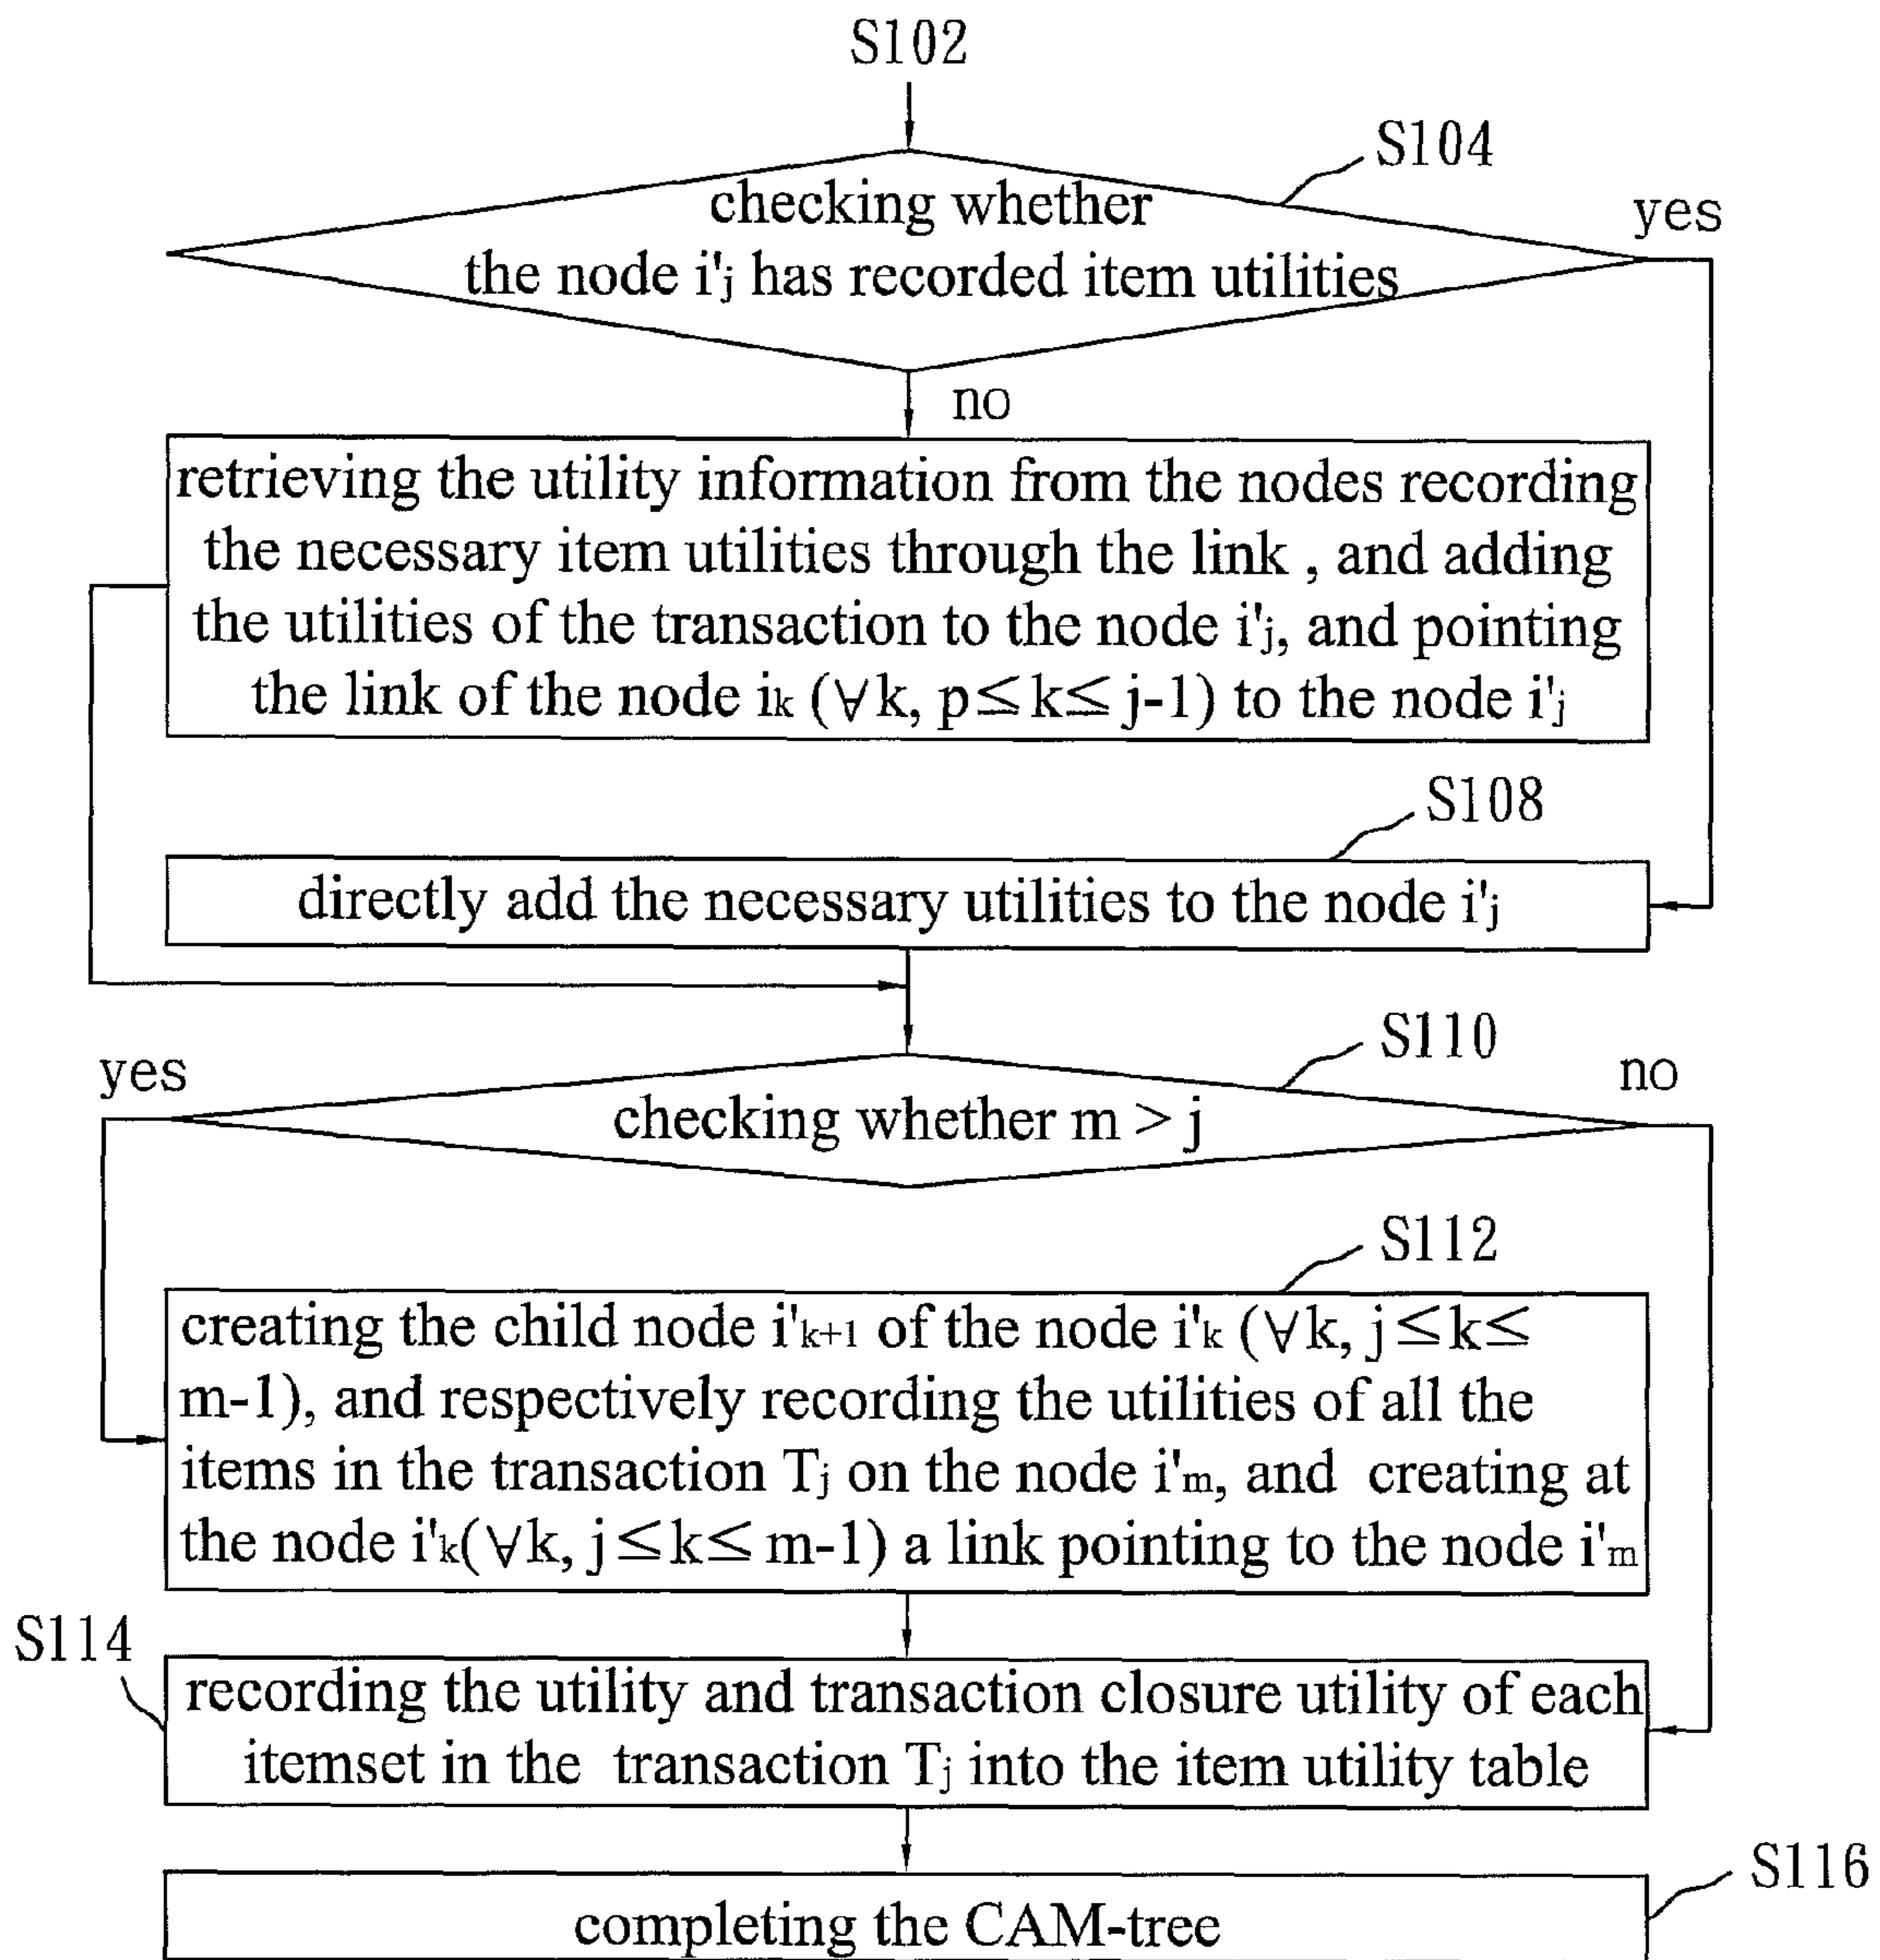 S102
S104
checking whether
the node i'j has recorded item utilities
yes
no
retrieving the utility information from the nodes recording
the necessary item utilities through the link , and adding
the utilities of the transaction to the node i'j, and pointing
the link of the node ik (∀k, p≤k≤j-1) to the node i'j
S108
directly add the necessary utilities to the node i'j
S110
yes
no
checking whether m > j
S112
creating the child node i'k+1 of the node i'k (∀k, j≤k≤
m-1), and respectively recording the utilities of all the
items in the transaction Tj on the node i'm, and creating at
the node i'k(∀k, j≤k≤m-1) a link pointing to the node i'm
S114
recording the utility and transaction closure utility of each
itemset in the transaction Tj into the item utility table
S116
completing the CAM-tree